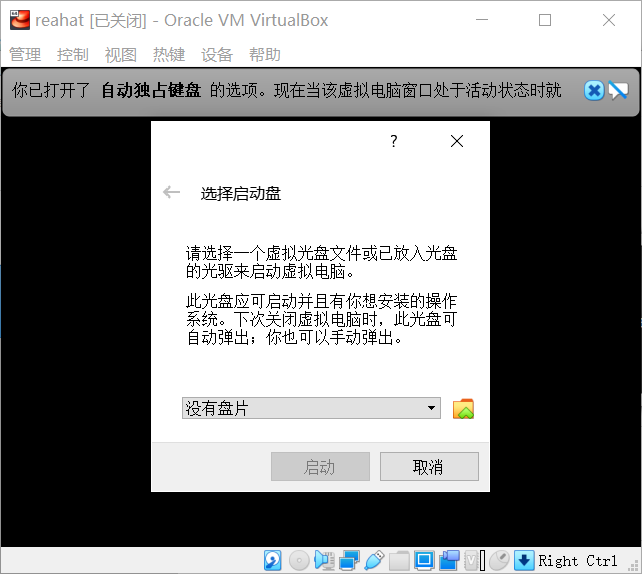 reahat [已关闭] - Oracle VM VirtualBox
管理 控制 视图 热键 设备 帮助
你已打开了 自动独占键盘 的选项。现在当该虚拟电脑窗口处于活动状态时就
?
选择启动盘
请选择一个虚拟光盘文件或已放入光盘
的光驱来启动虚拟电脑。
此光盘应可启动并且有你想安装的操作
系统。下次关闭虚拟电脑时，此光盘可
自动弹出；你也可以手动弹出。
没有盘片
启动 取消
Right Ctrl